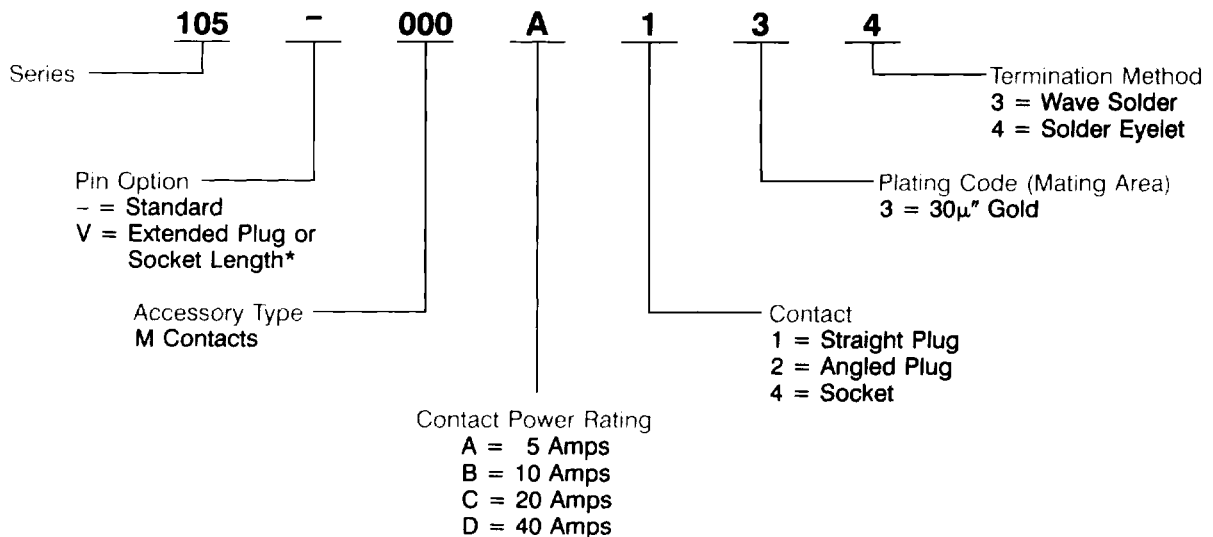 105 - 000 A 1 3 4
Series
Termination Method
3 = Wave Solder
4 = Solder Eyelet
Pin Option
- = Standard
V = Extended Plug or
Socket Length*
Plating Code (Mating Area)
3 = 30μ" Gold
Accessory Type
M Contacts
Contact
1 = Straight Plug
2 = Angled Plug
4 = Socket
Contact Power Rating
A = 5 Amps
B = 10 Amps
C = 20 Amps
D = 40 Amps